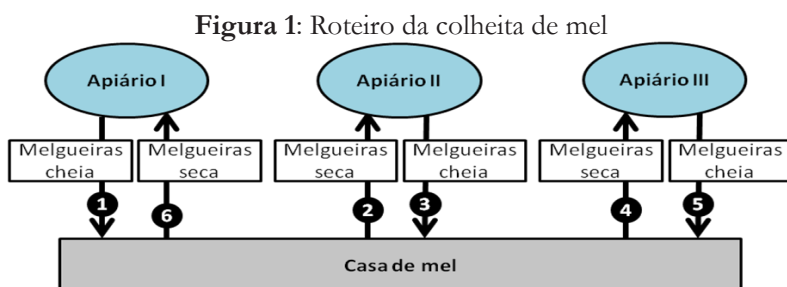 Figura 1: Roteiro da colheita de mel
Apiário I
Apiário II
Apiário III
Melgueiras
cheia
Melgueiras
seca
Melgueiras
seca
Melgueiras
cheia
Melgueiras
seca
Melgueiras
cheia
1
6
2
3
4
5
Casa de mel